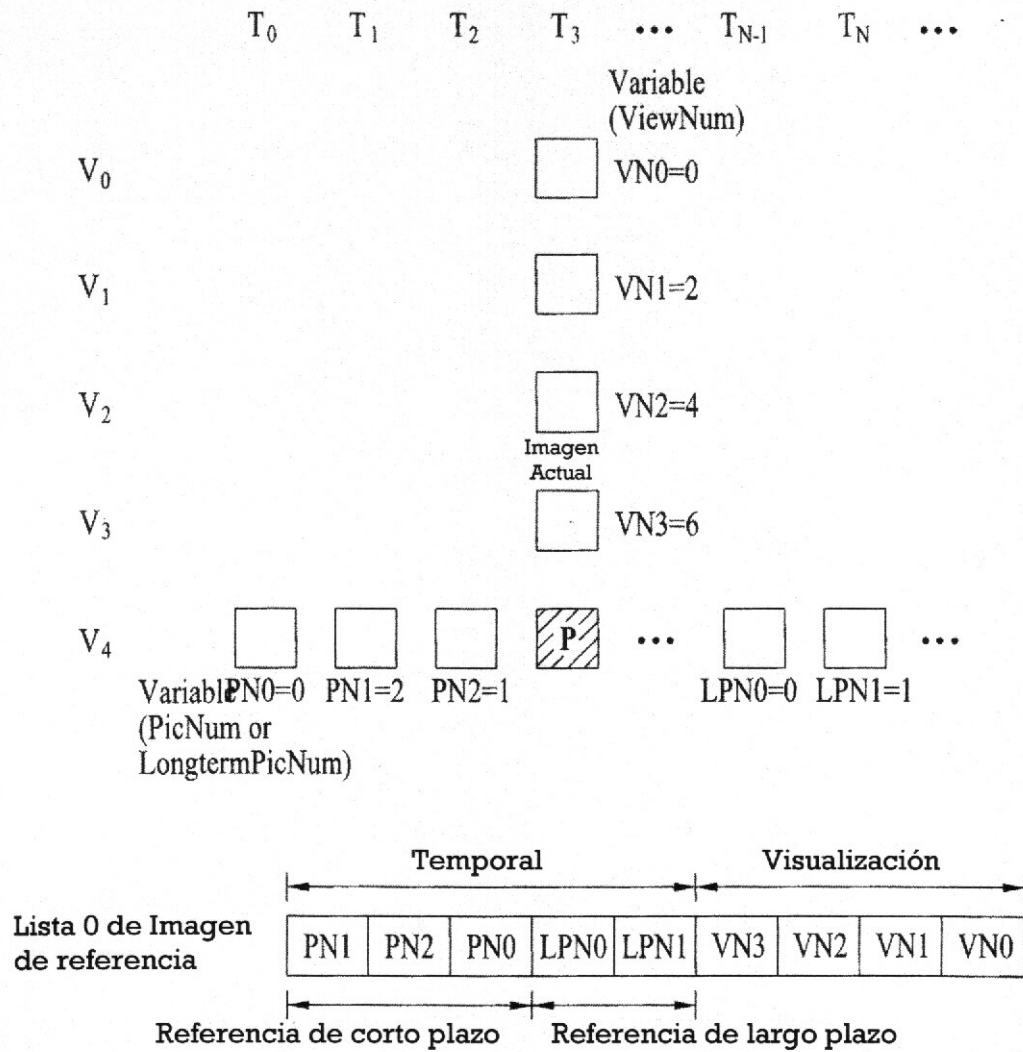 T0 T1 T2 T3 ••• TN-1 TN •••
Variable
(ViewNum)
V0 VN0=0
V1 VN1=2
V2 VN2=4
Imagen
Actual
V3 VN3=6
V4 P ••• •••
Variable PN0=0 PN1=2 PN2=1 LPN0=0 LPN1=1
(PicNum or
LongtermPicNum)
Temporal Visualización
Lista 0 de Imagen
de referencia
PN1 PN2 PN0 LPN0 LPN1 VN3 VN2 VN1 VN0
Referencia de corto plazo Referencia de largo plazo